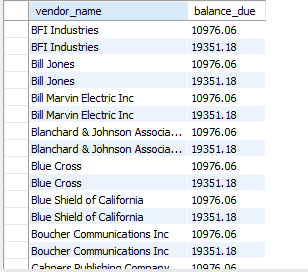 vendor_name balance_due
BFI Industries 10976.06
BFI Industries 19351.18
Bill Jones 10976.06
Bill Jones 19351.18
Bill Marvin Electric Inc 10976.06
Bill Marvin Electric Inc 19351.18
Blanchard & Johnson Associa... 10976.06
Blanchard & Johnson Associa... 19351.18
Blue Cross 10976.06
Blue Cross 19351.18
Blue Shield of California 10976.06
Blue Shield of California 19351.18
Boucher Communications Inc 10976.06
Boucher Communications Inc 19351.18
Cahners Publishing Company 10976.06